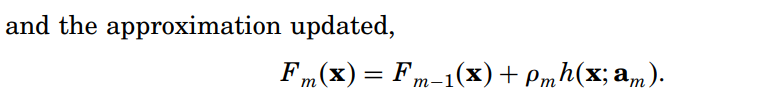 and the approximation updated,
F_m(x) = F_{m−1}(x) + ρ_m h(x; a_m).